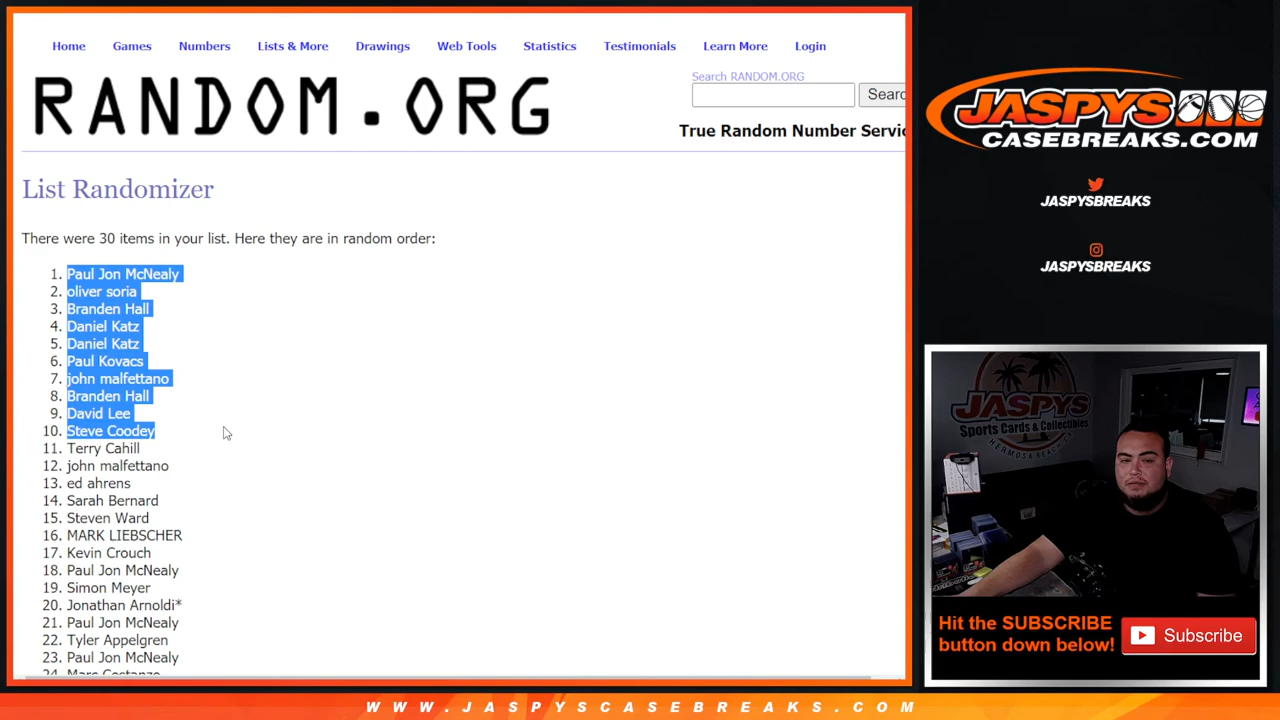 Home Games Numbers Lists & More Drawings Web Tools Statistics Testimonials Learn More Login
RANDOM.ORG
Search RANDOM.ORG
Searc
True Random Number Servic
List Randomizer
There were 30 items in your list. Here they are in random order:
1. Paul Jon McNealy
2. oliver soria
3. Branden Hall
4. Daniel Katz
5. Daniel Katz
6. Paul Kovacs
7. john malfettano
8. Branden Hall
9. David Lee
10. Steve Coodey
11. Terry Cahill
12. john malfettano
13. ed ahrens
14. Sarah Bernard
15. Steven Ward
16. MARK LIEBSCHER
17. Kevin Crouch
18. Paul Jon McNealy
19. Simon Meyer
20. Jonathan Arnoldi*
21. Paul Jon McNealy
22. Tyler Appelgren
23. Paul Jon McNealy
24. Marc Costanzo
JASPYS
CASEBREAKS.COM
JASPYSBREAKS
JASPYSBREAKS
JASPYS
Sports Cards & Collectibles
HERMOSA BEACH
Hit the SUBSCRIBE
button down below!
Subscribe
WWW.JASPYSCASEBREAKS.COM